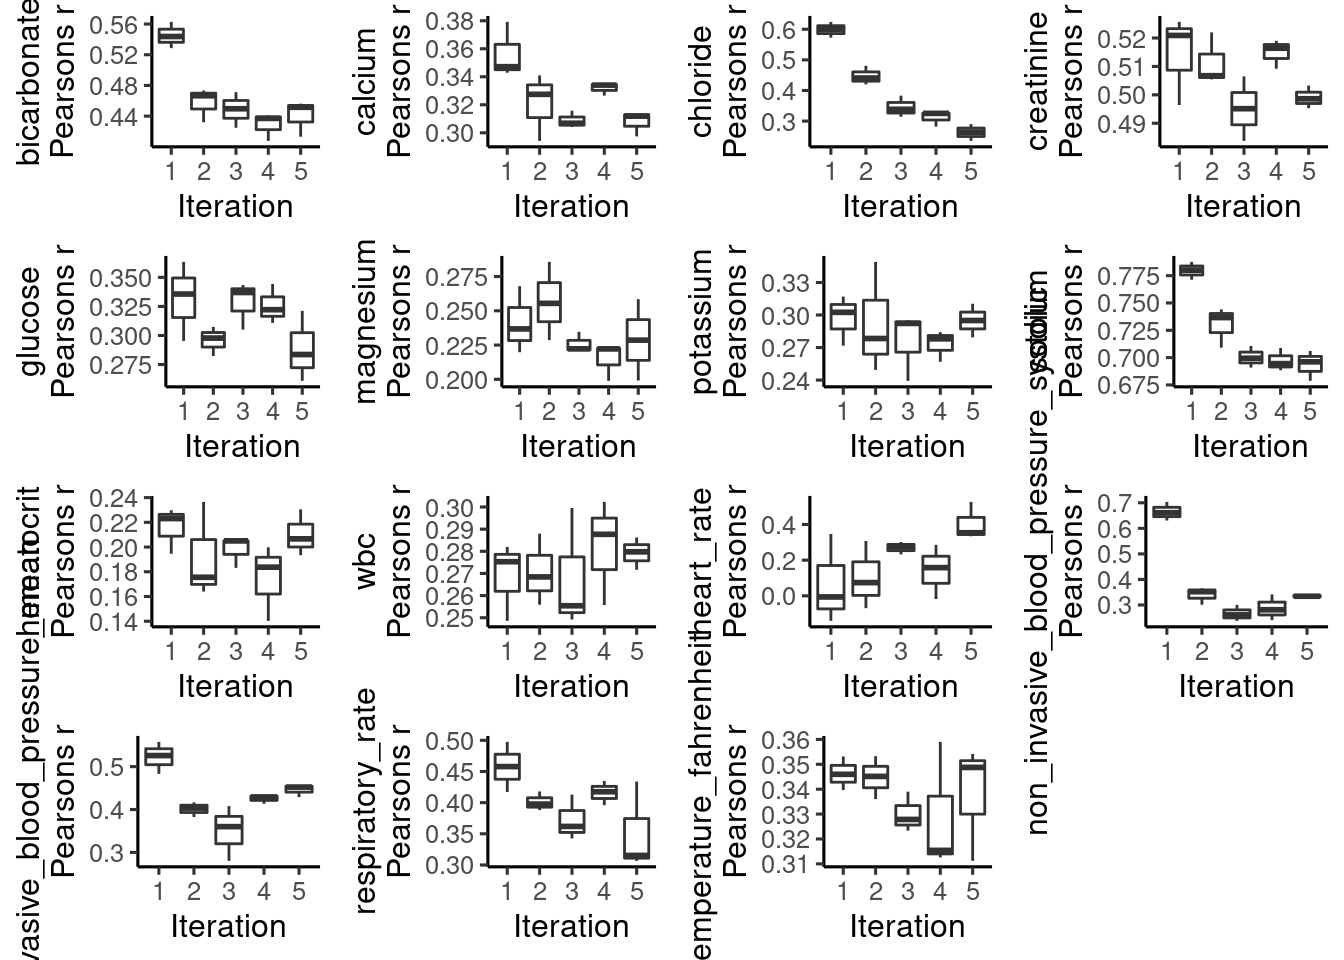 bicarbonate
Pearsons r
0.56
0.52
0.48
0.44
1 2 3 4 5
Iteration
calcium
Pearsons r
0.38
0.36
0.34
0.32
0.30
1 2 3 4 5
Iteration
chloride
Pearsons r
0.6
0.5
0.4
0.3
1 2 3 4 5
Iteration
creatinine
Pearsons r
0.52
0.51
0.50
0.49
1 2 3 4 5
Iteration
glucose
Pearsons r
0.350
0.325
0.300
0.275
1 2 3 4 5
Iteration
magnesium
Pearsons r
0.275
0.250
0.225
0.200
1 2 3 4 5
Iteration
potassium
Pearsons r
0.33
0.30
0.27
0.24
1 2 3 4 5
Iteration
Pearsons r
0.775
0.750
0.725
0.700
0.675
1 2 3 4 5
Iteration
Pearsons r
0.24
0.22
0.20
0.18
0.16
0.14
1 2 3 4 5
Iteration
wbc
Pearsons r
0.30
0.29
0.28
0.27
0.26
0.25
1 2 3 4 5
Iteration
heart_rate
Pearsons r
0.4
0.2
0.0
1 2 3 4 5
Iteration
non_invasive_blood_pressure_systolic
Pearsons r
0.7
0.6
0.5
0.4
0.3
1 2 3 4 5
Iteration
vasive_blood_pressure
Pearsons r
0.5
0.4
0.3
1 2 3 4 5
Iteration
respiratory_rate
Pearsons r
0.50
0.45
0.40
0.35
0.30
1 2 3 4 5
Iteration
emperature_fahrenheit
Pearsons r
0.36
0.35
0.34
0.33
0.32
0.31
1 2 3 4 5
Iteration